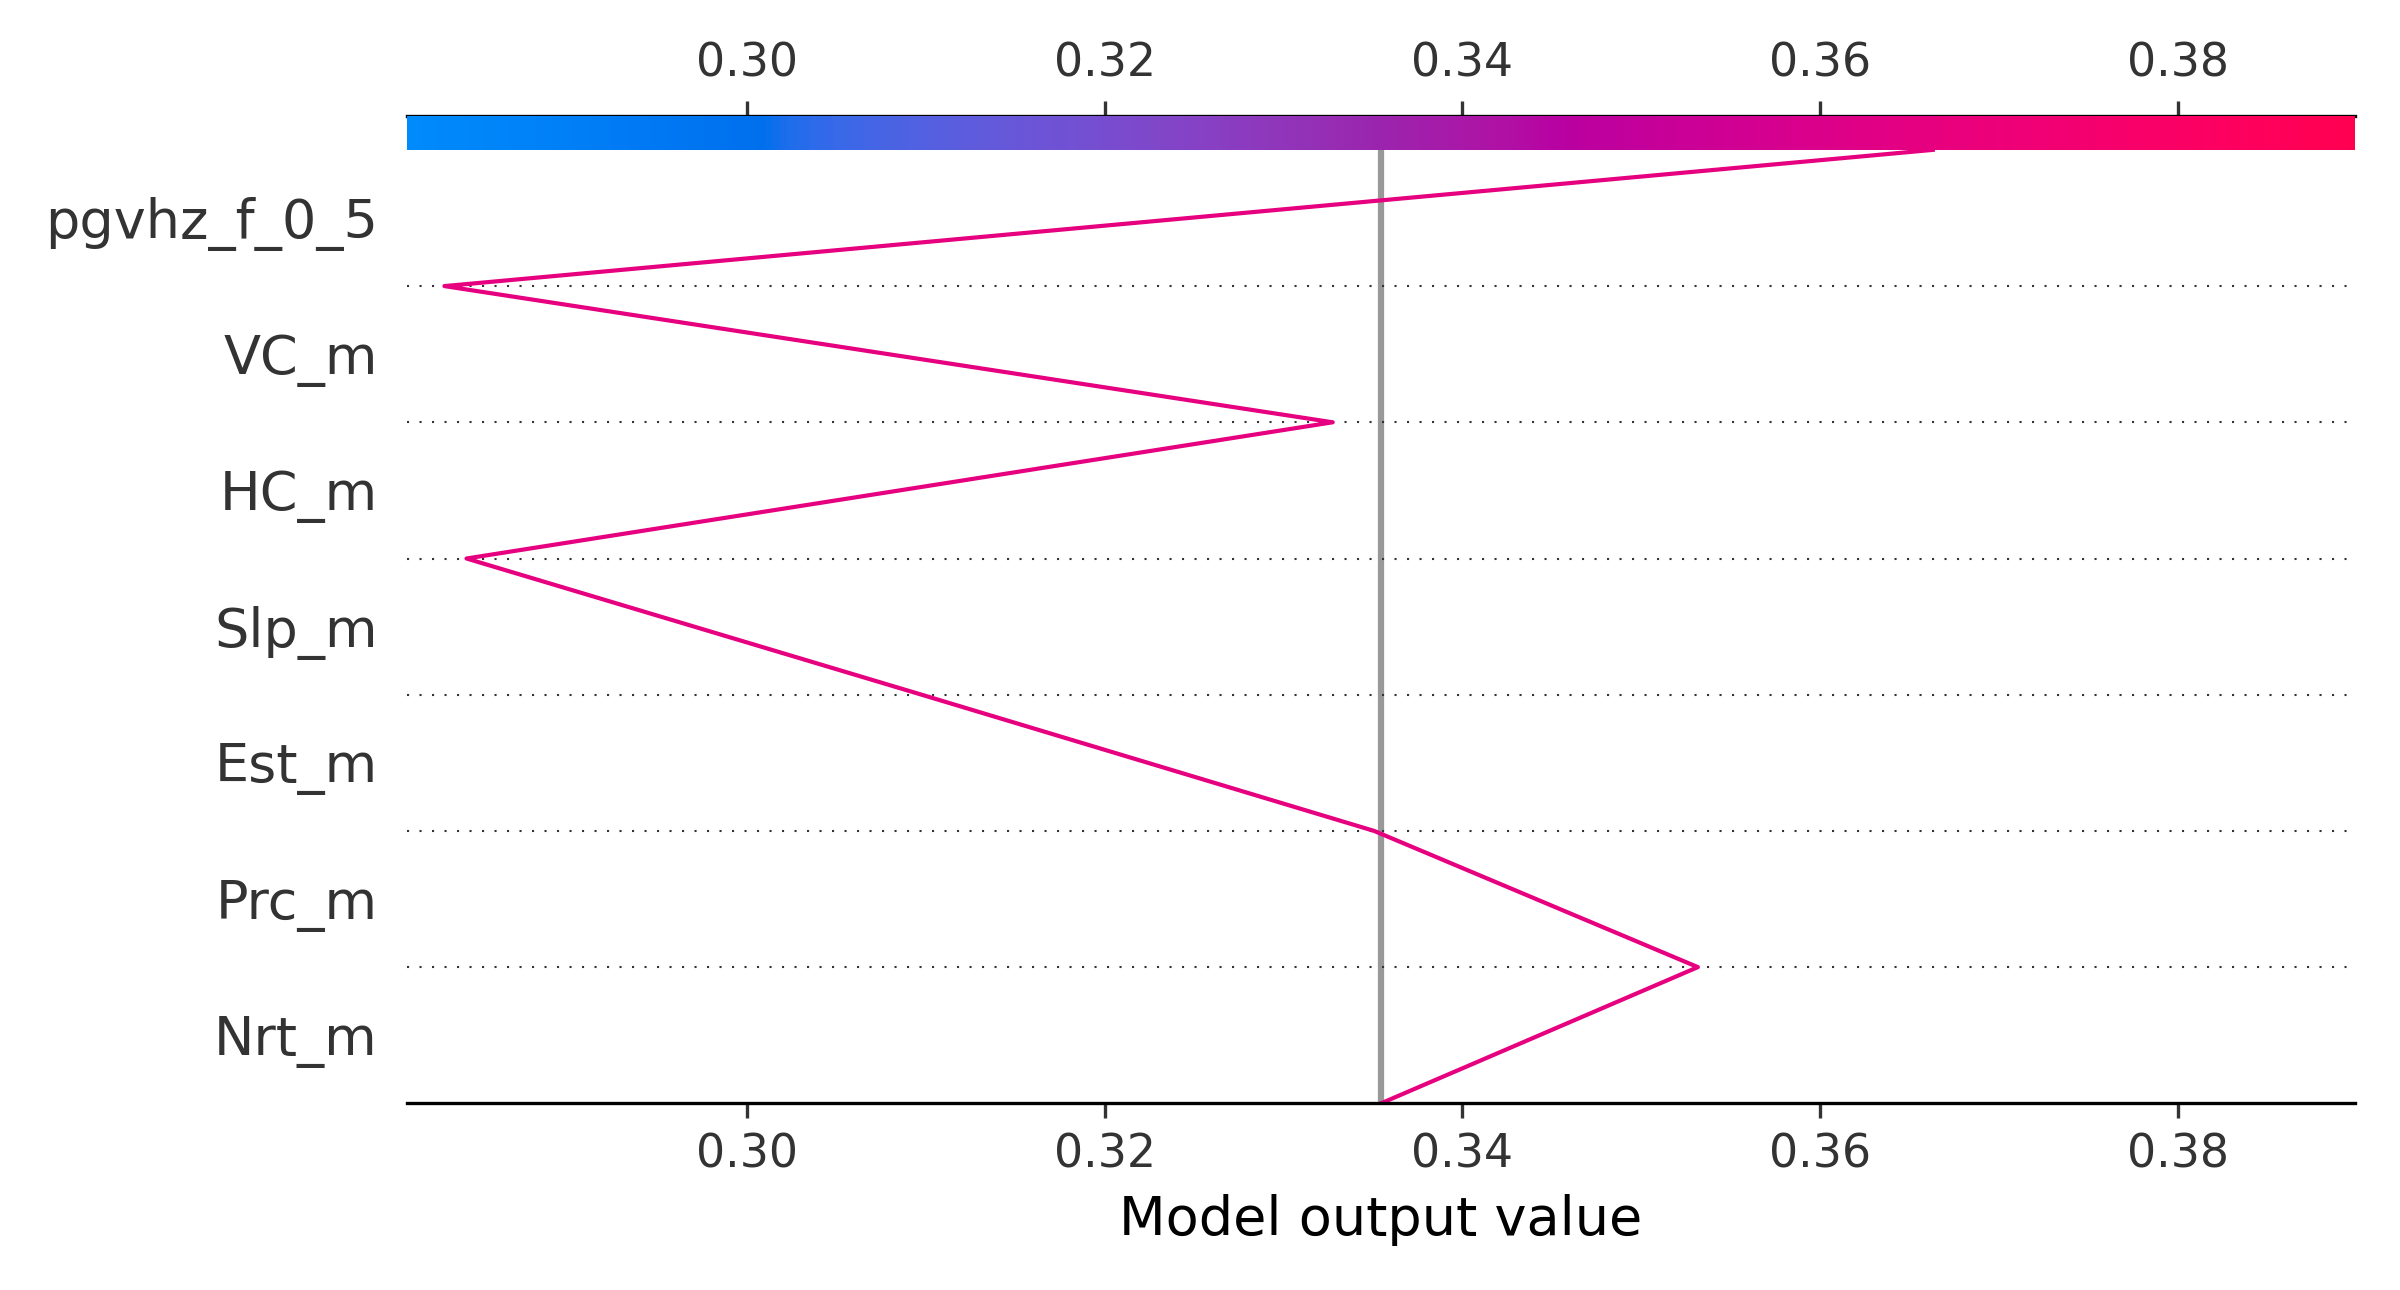 0.30 0.32 0.34 0.36 0.38
pgvhz_f_0_5
VC_m
HC_m
Slp_m
Est_m
Prc_m
Nrt_m
0.30 0.32 0.34 0.36 0.38
Model output value